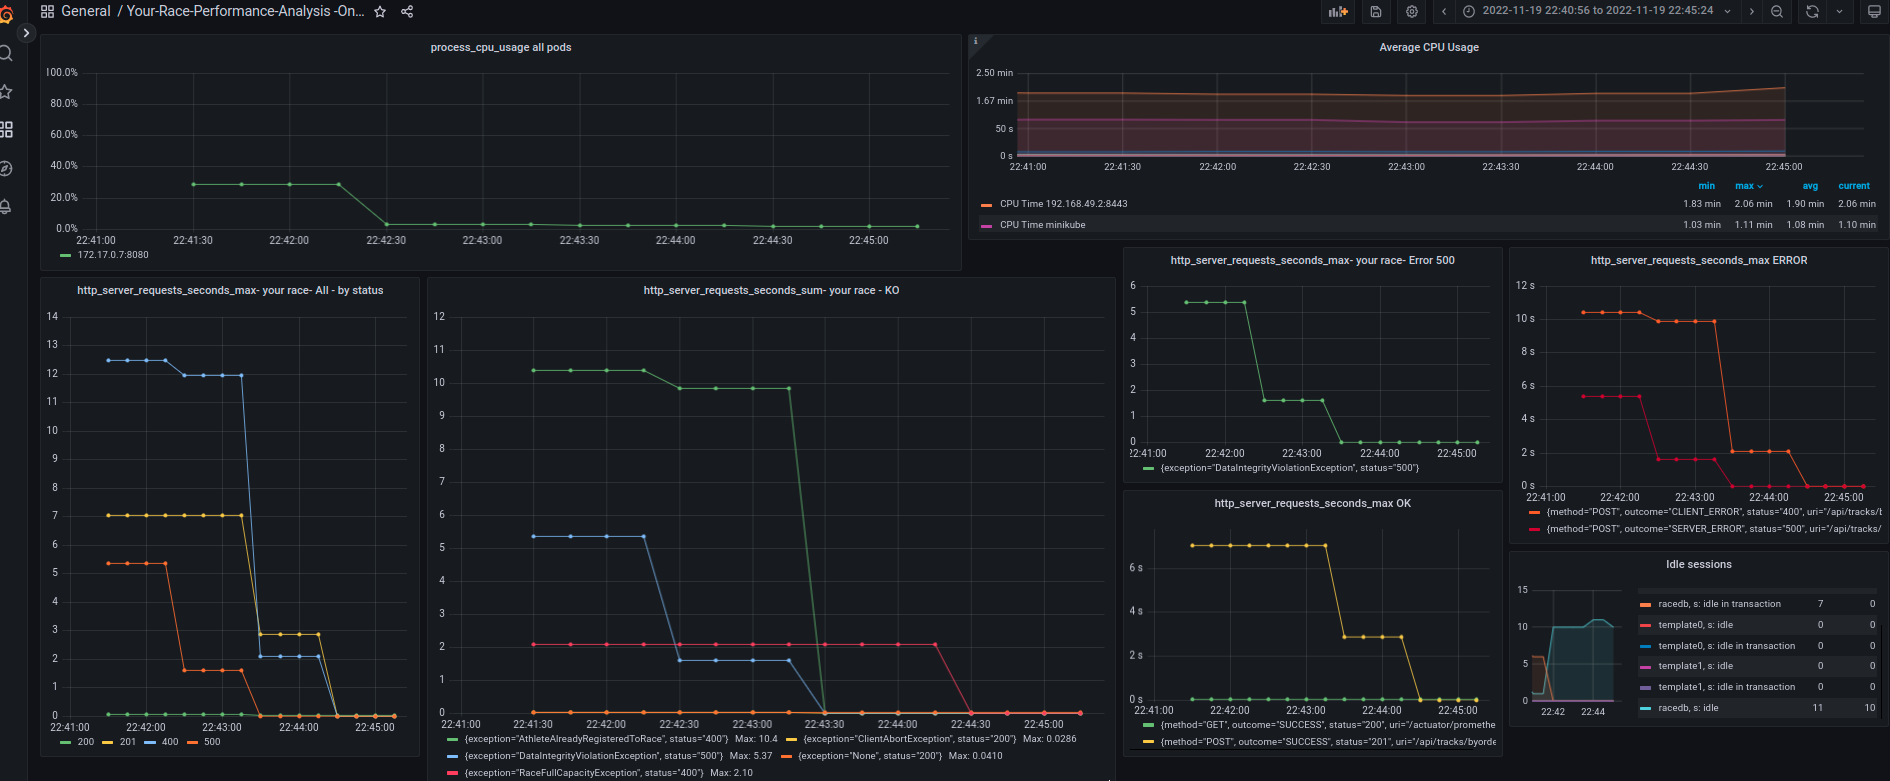 General / Your-Race-Performance-Analysis -On...
2022-11-19 22:40:56 to 2022-11-19 22:45:24
process_cpu_usage all pods
100.0%
80.0%
60.0%
40.0%
20.0%
0.0%
22:41:00 22:41:30 22:42:00 22:42:30 22:43:00 22:43:30 22:44:00 22:44:30 22:45:00
172.17.0.7:8080
i
Average CPU Usage
2.50 min
1.67 min
50 s
0 s
22:41:00 22:41:30 22:42:00 22:42:30 22:43:00 22:43:30 22:44:00 22:44:30 22:45:00
min max avg current
CPU Time 192.168.49.2:8443 1.83 min 2.06 min 1.90 min 2.06 min
CPU Time minikube 1.03 min 1.11 min 1.08 min 1.10 min
http_server_requests_seconds_max- your race- All - by status
14
13
12
11
10
9
8
7
6
5
4
3
2
1
0
22:41:00 22:42:00 22:43:00 22:44:00 22:45:00
200 201 400 500
http_server_requests_seconds_sum- your race - KO
12
11
10
9
8
7
6
5
4
3
2
1
0
22:41:00 22:41:30 22:42:00 22:42:30 22:43:00 22:43:30 22:44:00 22:44:30 22:45:00
{exception="AthleteAlreadyRegisteredToRace", status="400"} Max: 10.4 {exception="ClientAbortException", status="200"} Max: 0.0286
{exception="DataIntegrityViolationException", status="500"} Max: 5.37 {exception="None", status="200"} Max: 0.0410
{exception="RaceFullCapacityException", status="400"} Max: 2.10
http_server_requests_seconds_max- your race- Error 500
6
5
4
3
2
1
0
22:41:00 22:42:00 22:43:00 22:44:00 22:45:00
{exception="DataIntegrityViolationException", status="500"}
http_server_requests_seconds_max OK
6 s
4 s
2 s
0 s
22:41:00 22:42:00 22:43:00 22:44:00 22:45:00
{method="GET", outcome="SUCCESS", status="200", uri="/actuator/promethe
{method="POST", outcome="SUCCESS", status="201", uri="/api/tracks/byorde
http_server_requests_seconds_max ERROR
12 s
10 s
8 s
6 s
4 s
2 s
0 s
22:41:00 22:42:00 22:43:00 22:44:00 22:45:00
{method="POST", outcome="CLIENT_ERROR", status="400", uri="/api/tracks/b
{method="POST", outcome="SERVER_ERROR", status="500", uri="/api/tracks/
Idle sessions
15
10
5
0
22:42 22:44
racedb, s: idle in transaction 7 0
template0, s: idle 0 0
template0, s: idle in transaction 0 0
template1, s: idle 0 0
template1, s: idle in transaction 0 0
racedb, s: idle 11 10